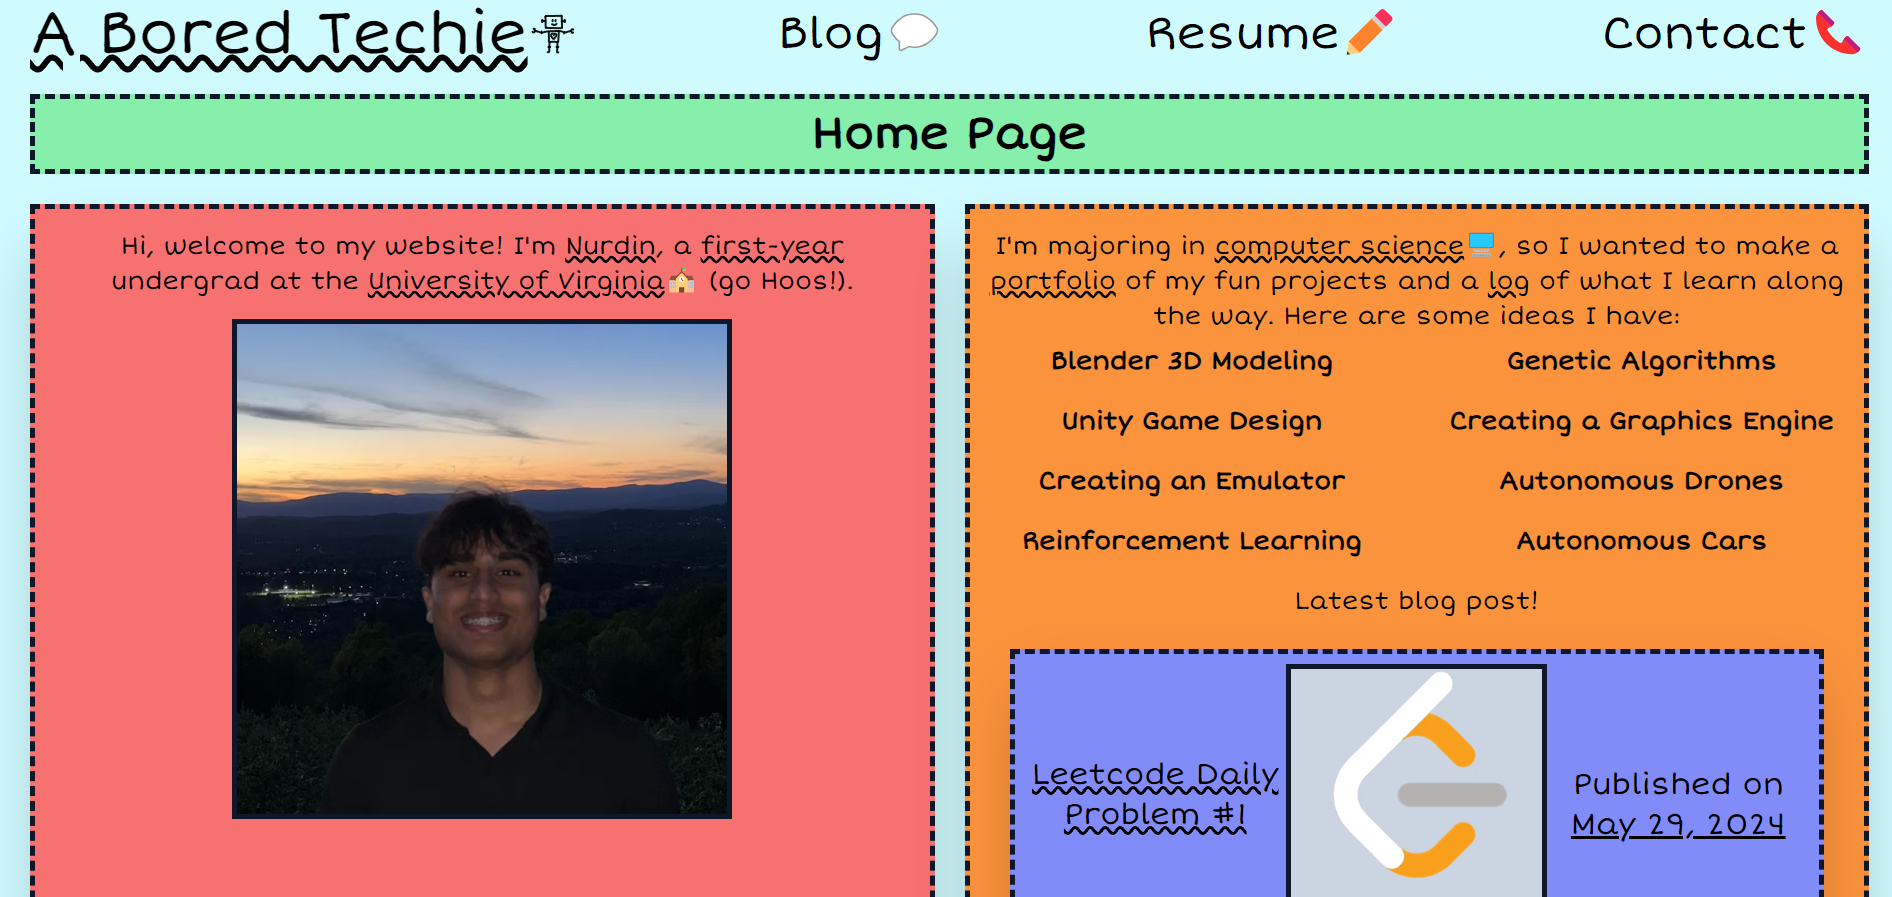 A Bored Techie
Blog
Resume
Contact
Home Page
Hi, welcome to my website! I'm Nurdin, a first-year
undergrad at the University of Virginia (go Hoos!).
I'm majoring in computer science, so I wanted to make a
portfolio of my fun projects and a log of what I learn along
the way. Here are some ideas I have:
Blender 3D Modeling
Genetic Algorithms
Unity Game Design
Creating a Graphics Engine
Creating an Emulator
Autonomous Drones
Reinforcement Learning
Autonomous Cars
Latest blog post!
Leetcode Daily
Problem #1
Published on
May 29, 2024